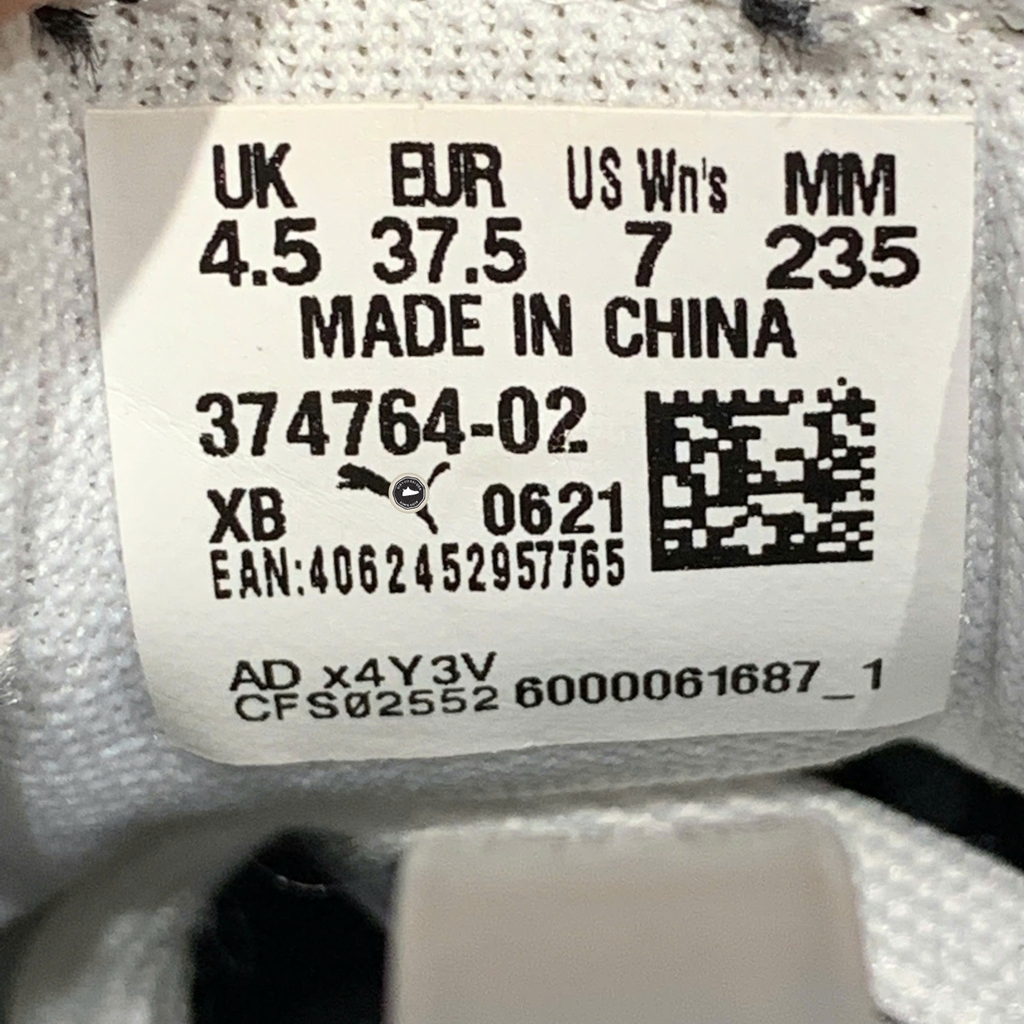 UK EUR US Wn's MM
4.5 37.5 7 235
MADE IN CHINA
374764-02
XB 0621
EAN:4062452957765
AD x4Y3V
CFS02552 6000061687_1